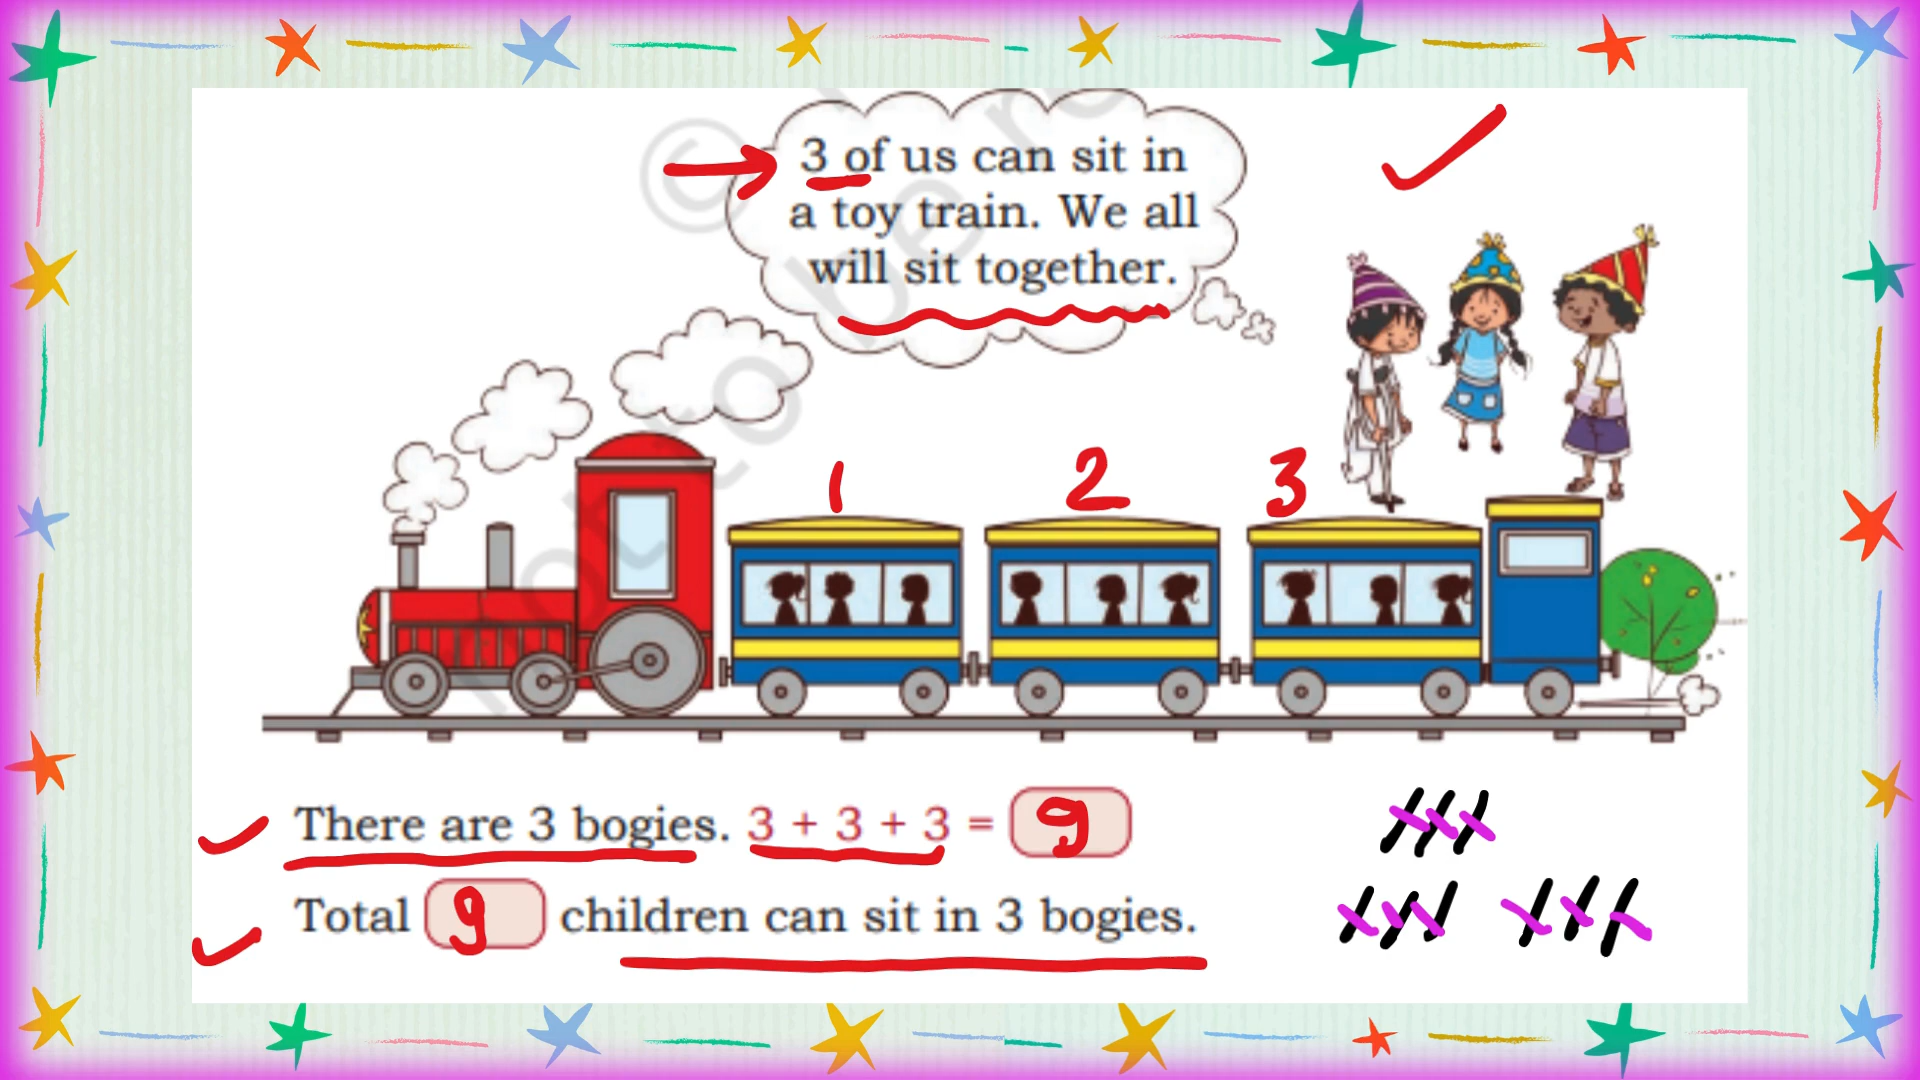 3 of us can sit in
a toy train. We all
will sit together.
1 2 3
There are 3 bogies. 3 + 3 + 3 = 9
Total 9 children can sit in 3 bogies.